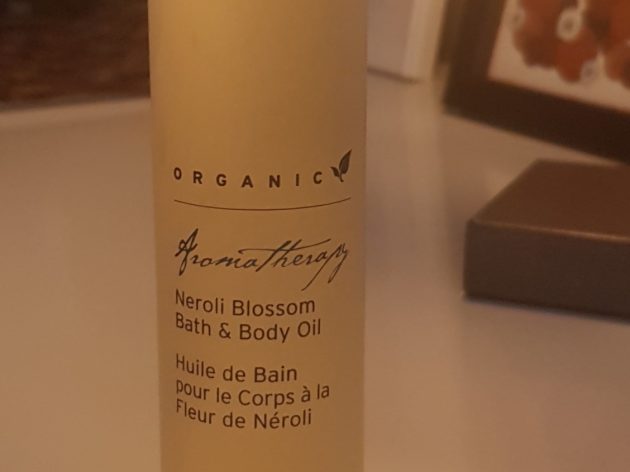 ORGANIC
Aromatherapy
Neroli Blossom
Bath & Body Oil
Huile de Bain
pour le Corps à la
Fleur de Néroli